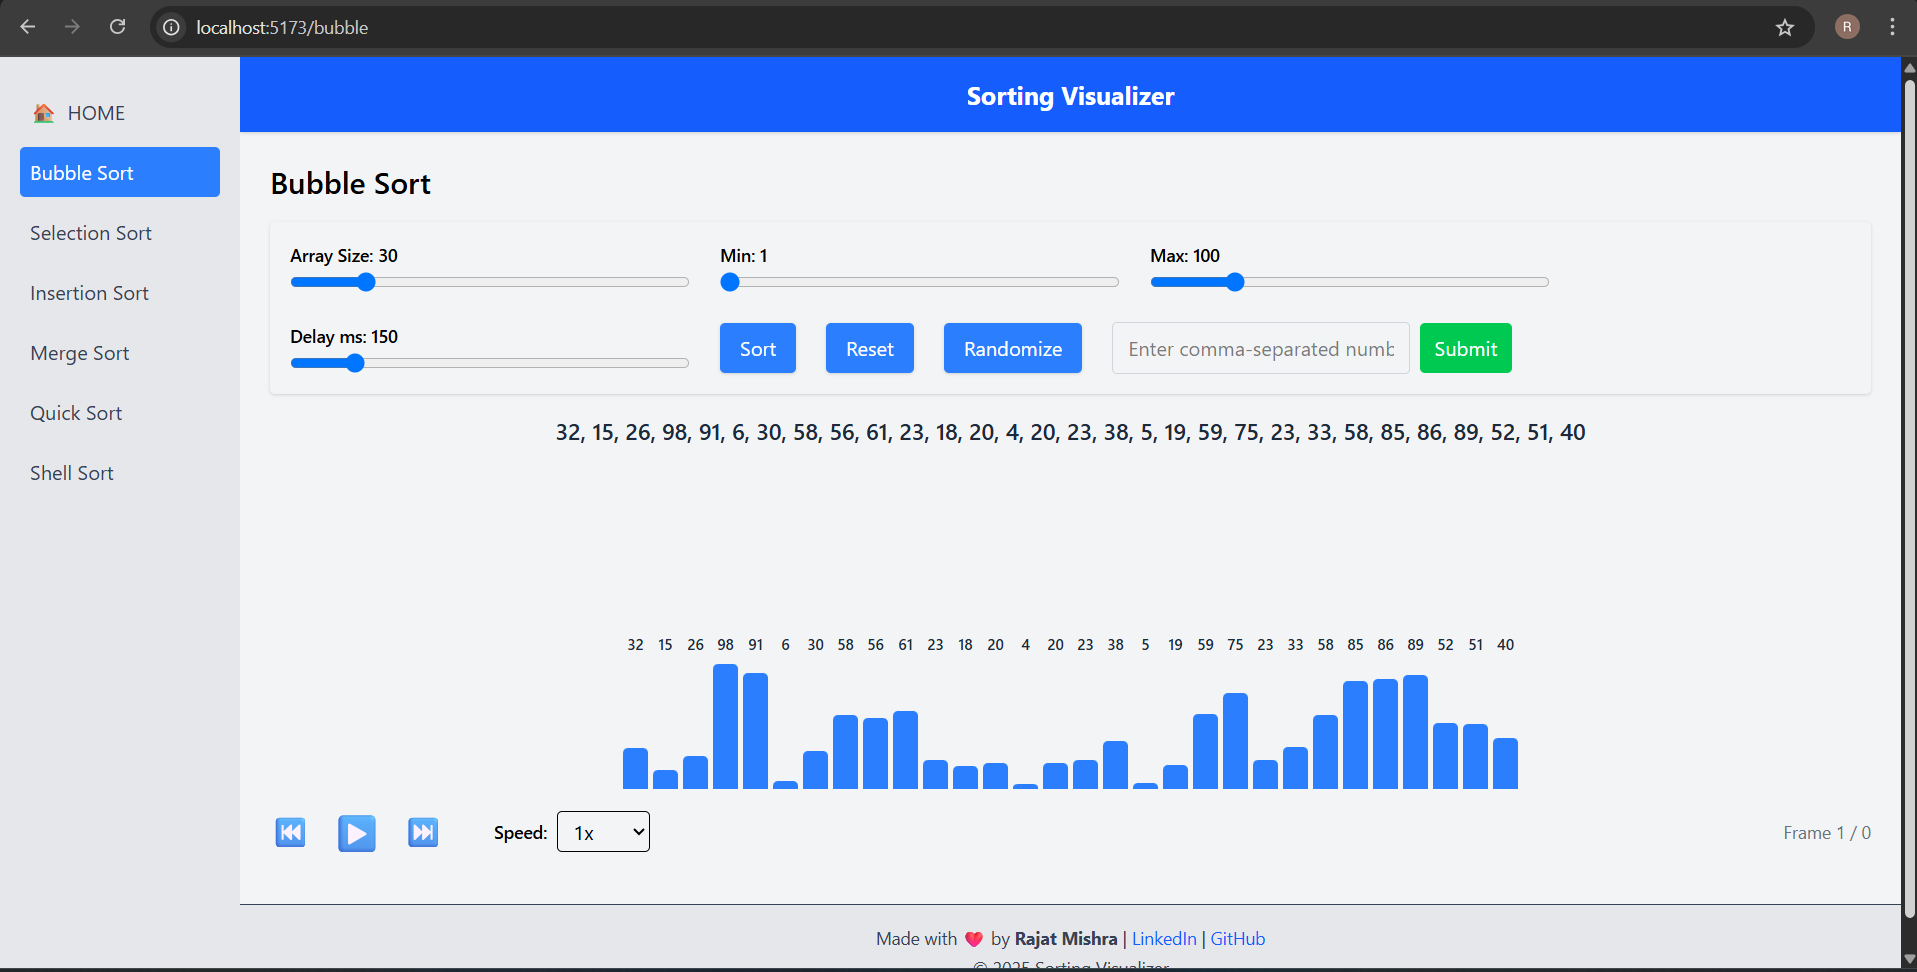 localhost:5173/bubble
R
HOME
Bubble Sort
Selection Sort
Insertion Sort
Merge Sort
Quick Sort
Shell Sort
Sorting Visualizer
Bubble Sort
Array Size: 30
Min: 1
Max: 100
Delay ms: 150
Sort
Reset
Randomize
Enter comma-separated numb
Submit
32, 15, 26, 98, 91, 6, 30, 58, 56, 61, 23, 18, 20, 4, 20, 23, 38, 5, 19, 59, 75, 23, 33, 58, 85, 86, 89, 52, 51, 40
32 15 26 98 91 6 30 58 56 61 23 18 20 4 20 23 38 5 19 59 75 23 33 58 85 86 89 52 51 40
Speed: 1x
Frame 1 / 0
Made with ❤️ by Rajat Mishra | LinkedIn | GitHub
© 2025 Sorting Visualizer